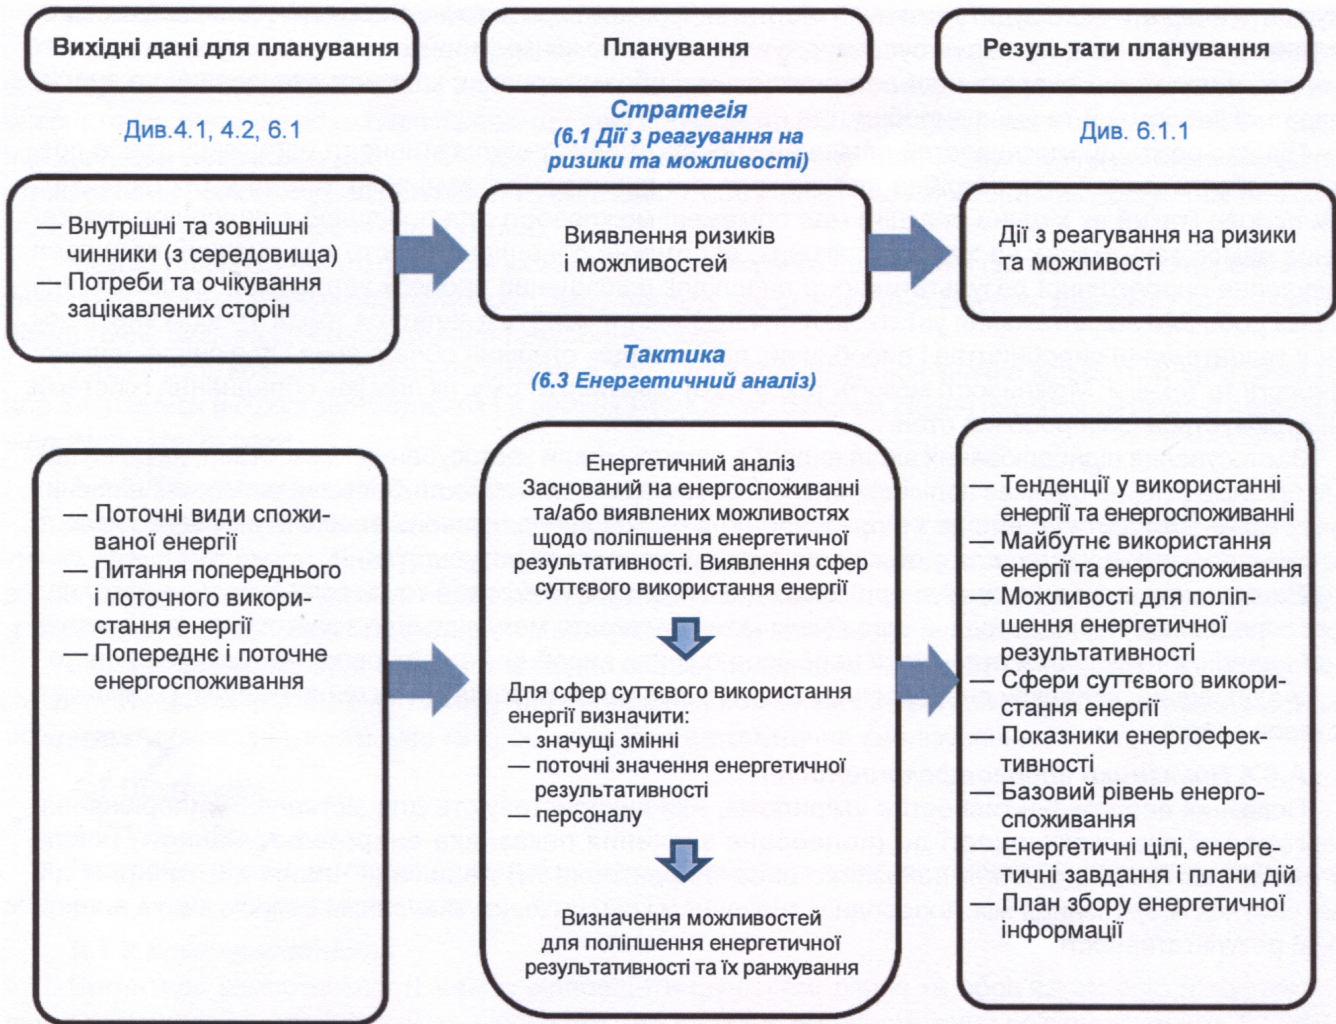 Вихідні дані для планування
Планування
Результати планування
Стратегія
(6.1 Дії з реагування на
ризики та можливості)
Див.4.1, 4.2, 6.1
Див. 6.1.1
— Внутрішні та зовнішні
чинники (з середовища)
— Потреби та очікування
зацікавлених сторін
Виявлення ризиків
і можливостей
Дії з реагування на ризики
та можливості
Тактика
(6.3 Енергетичний аналіз)
— Поточні види спожи-
ваної енергії
— Питання попереднього
і поточного викори-
стання енергії
— Попереднє і поточне
енергоспоживання
Енергетичний аналіз
Заснований на енергоспоживанні
та/або виявлених можливостях
щодо поліпшення енергетичної
результативності. Виявлення сфер
суттєвого використання енергії
Для сфер суттєвого використання
енергії визначити:
— значущі змінні
— поточні значення енергетичної
результативності
— персоналу
Визначення можливостей
для поліпшення енергетичної
результативності та їх ранжування
— Тенденції у використанні
енергії та енергоспоживанні
— Майбутнє використання
енергії та енергоспоживання
— Можливості для поліп-
шення енергетичної
результативності
— Сфери суттєвого викори-
стання енергії
— Показники енергоефек-
тивності
— Базовий рівень енерго-
споживання
— Енергетичні цілі, енерге-
тичні завдання і плани дій
— План збору енергетичної
інформації